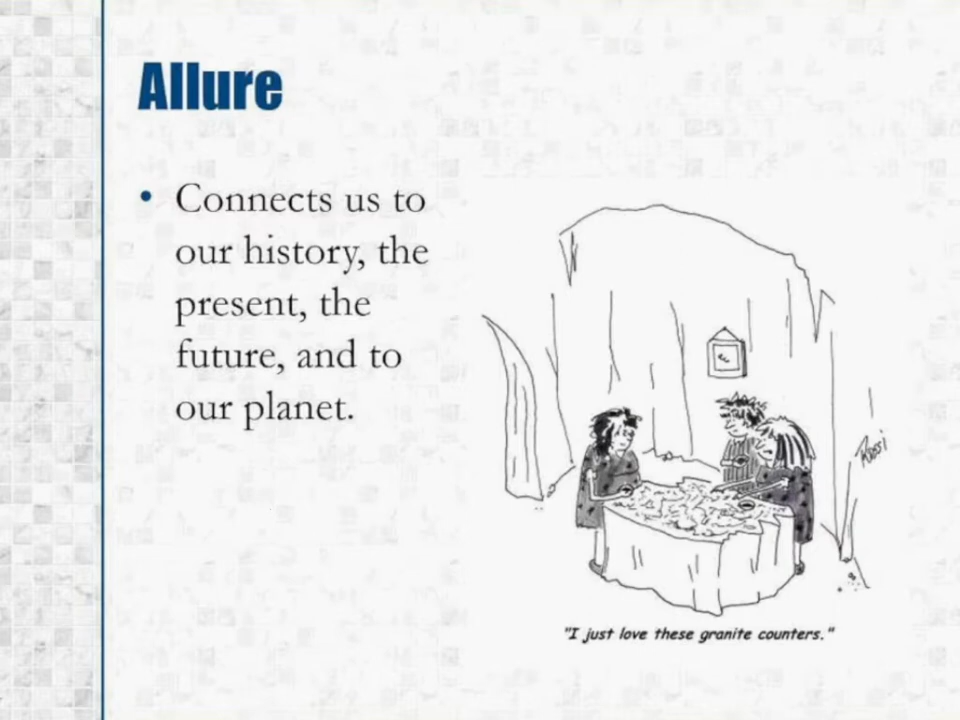 Allure
• Connects us to
our history, the
present, the
future, and to
our planet.
Rossi
"I just love these granite counters."